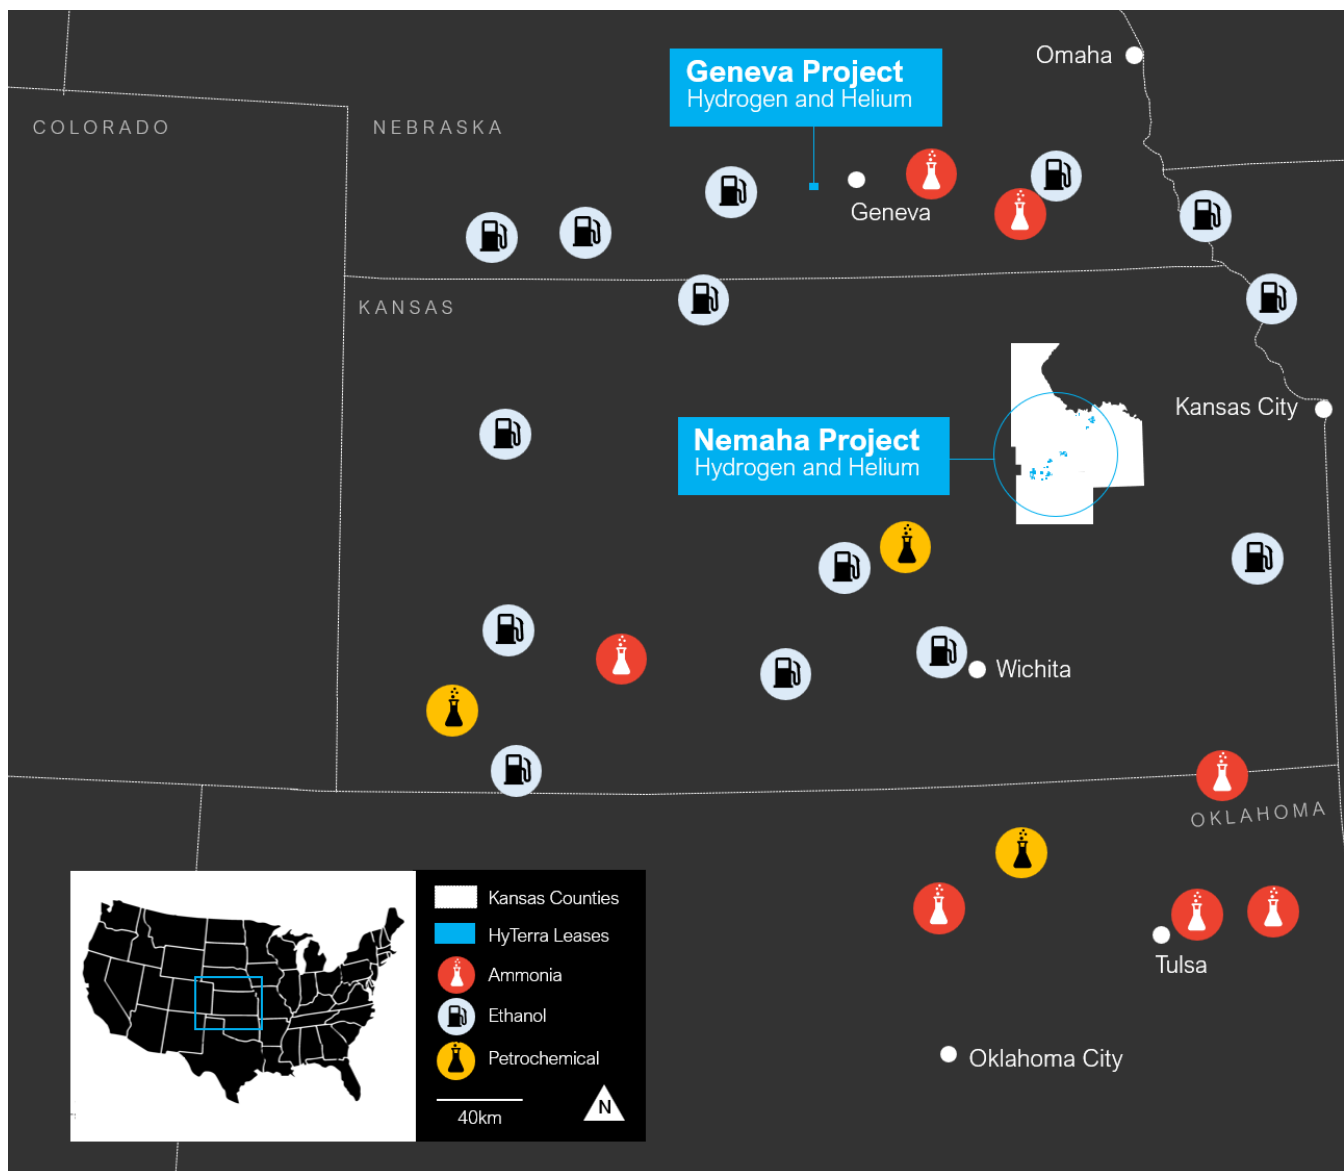 Omaha
Geneva Project
Hydrogen and Helium
COLORADO
NEBRASKA
Geneva
KANSAS
Kansas City
Nemaha Project
Hydrogen and Helium
Wichita
OKLAHOMA
Kansas Counties
HyTerra Leases
Ammonia
Ethanol
Petrochemical
40km
N
Tulsa
Oklahoma City